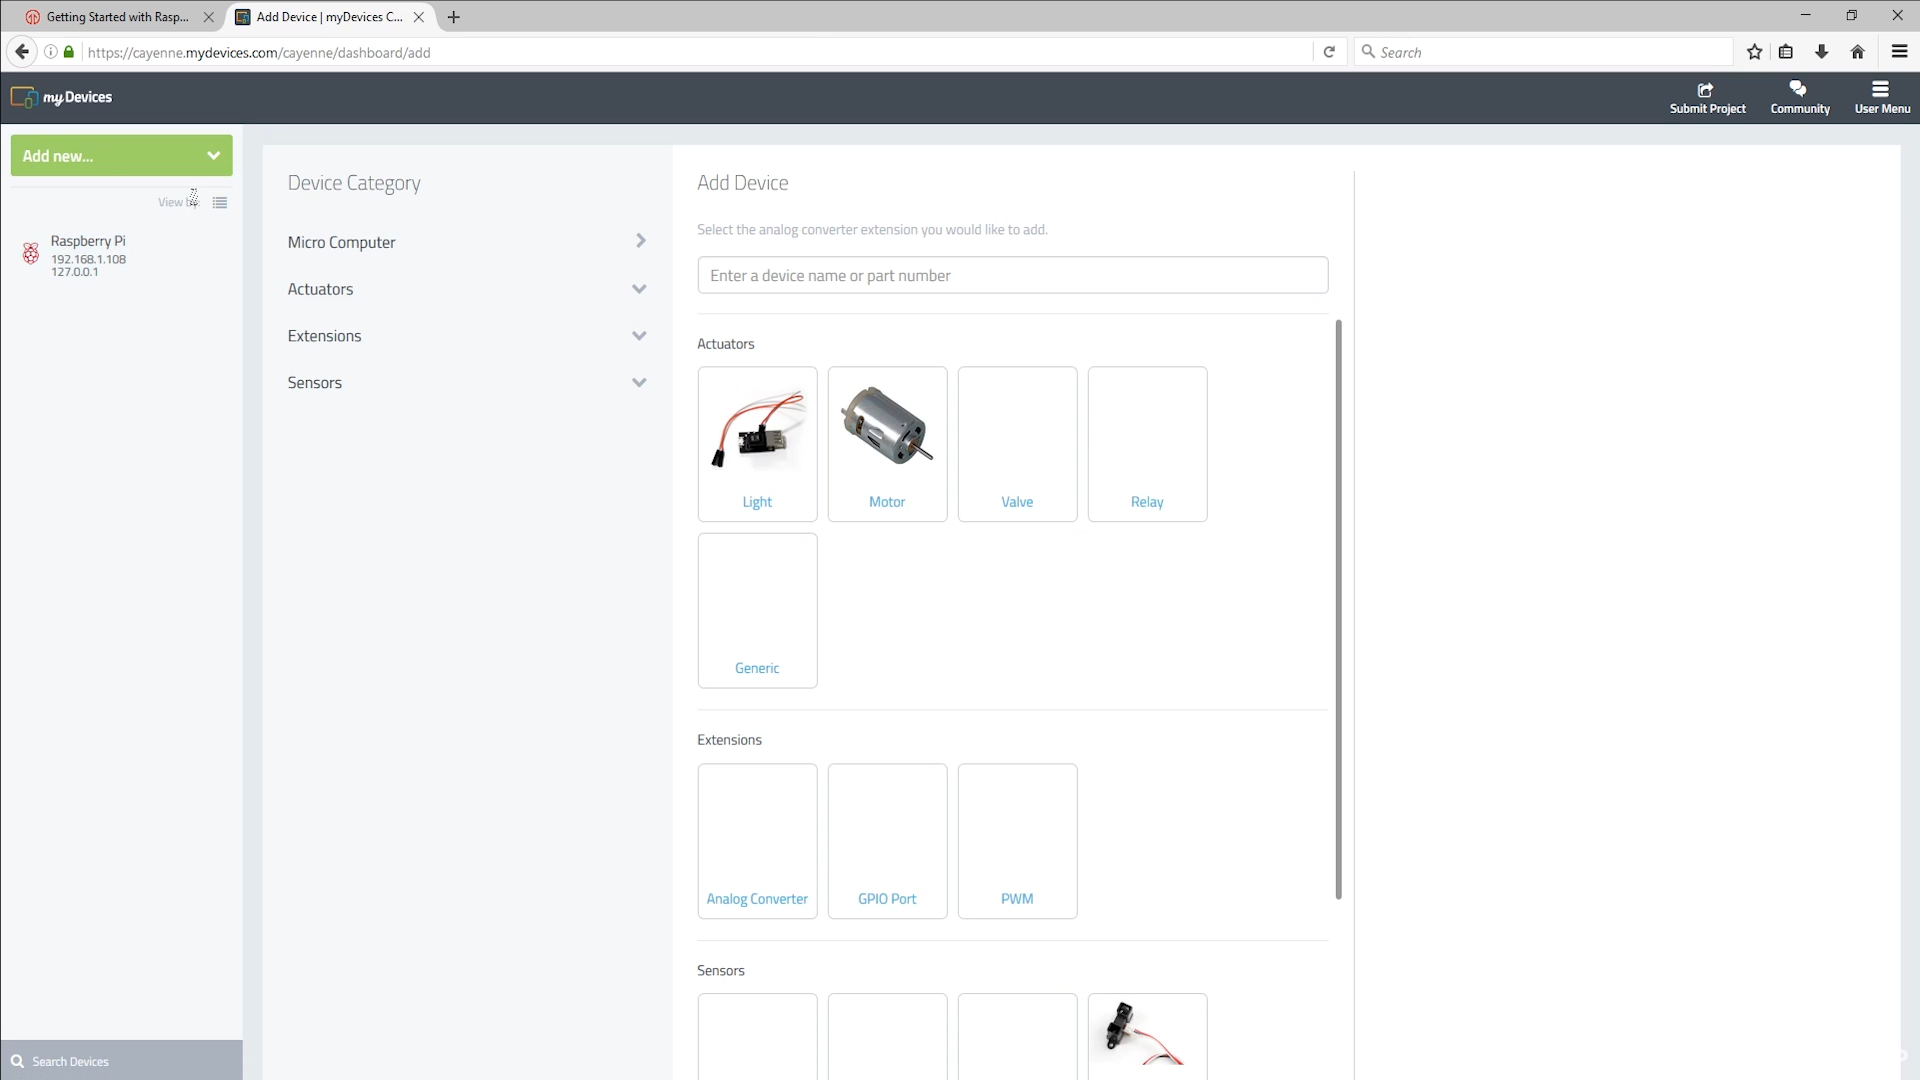 Getting Started with Rasp...
Add Device | myDevices C...
https://cayenne.mydevices.com/cayenne/dashboard/add
Search
myDevices
Submit Project
Community
User Menu
Add new...
View
Raspberry Pi
192.168.1.108
127.0.0.1
Device Category
Micro Computer
Actuators
Extensions
Sensors
Add Device
Select the analog converter extension you would like to add.
Enter a device name or part number
Actuators
Light
Motor
Valve
Relay
Generic
Extensions
Analog Converter
GPIO Port
PWM
Sensors
Search Devices